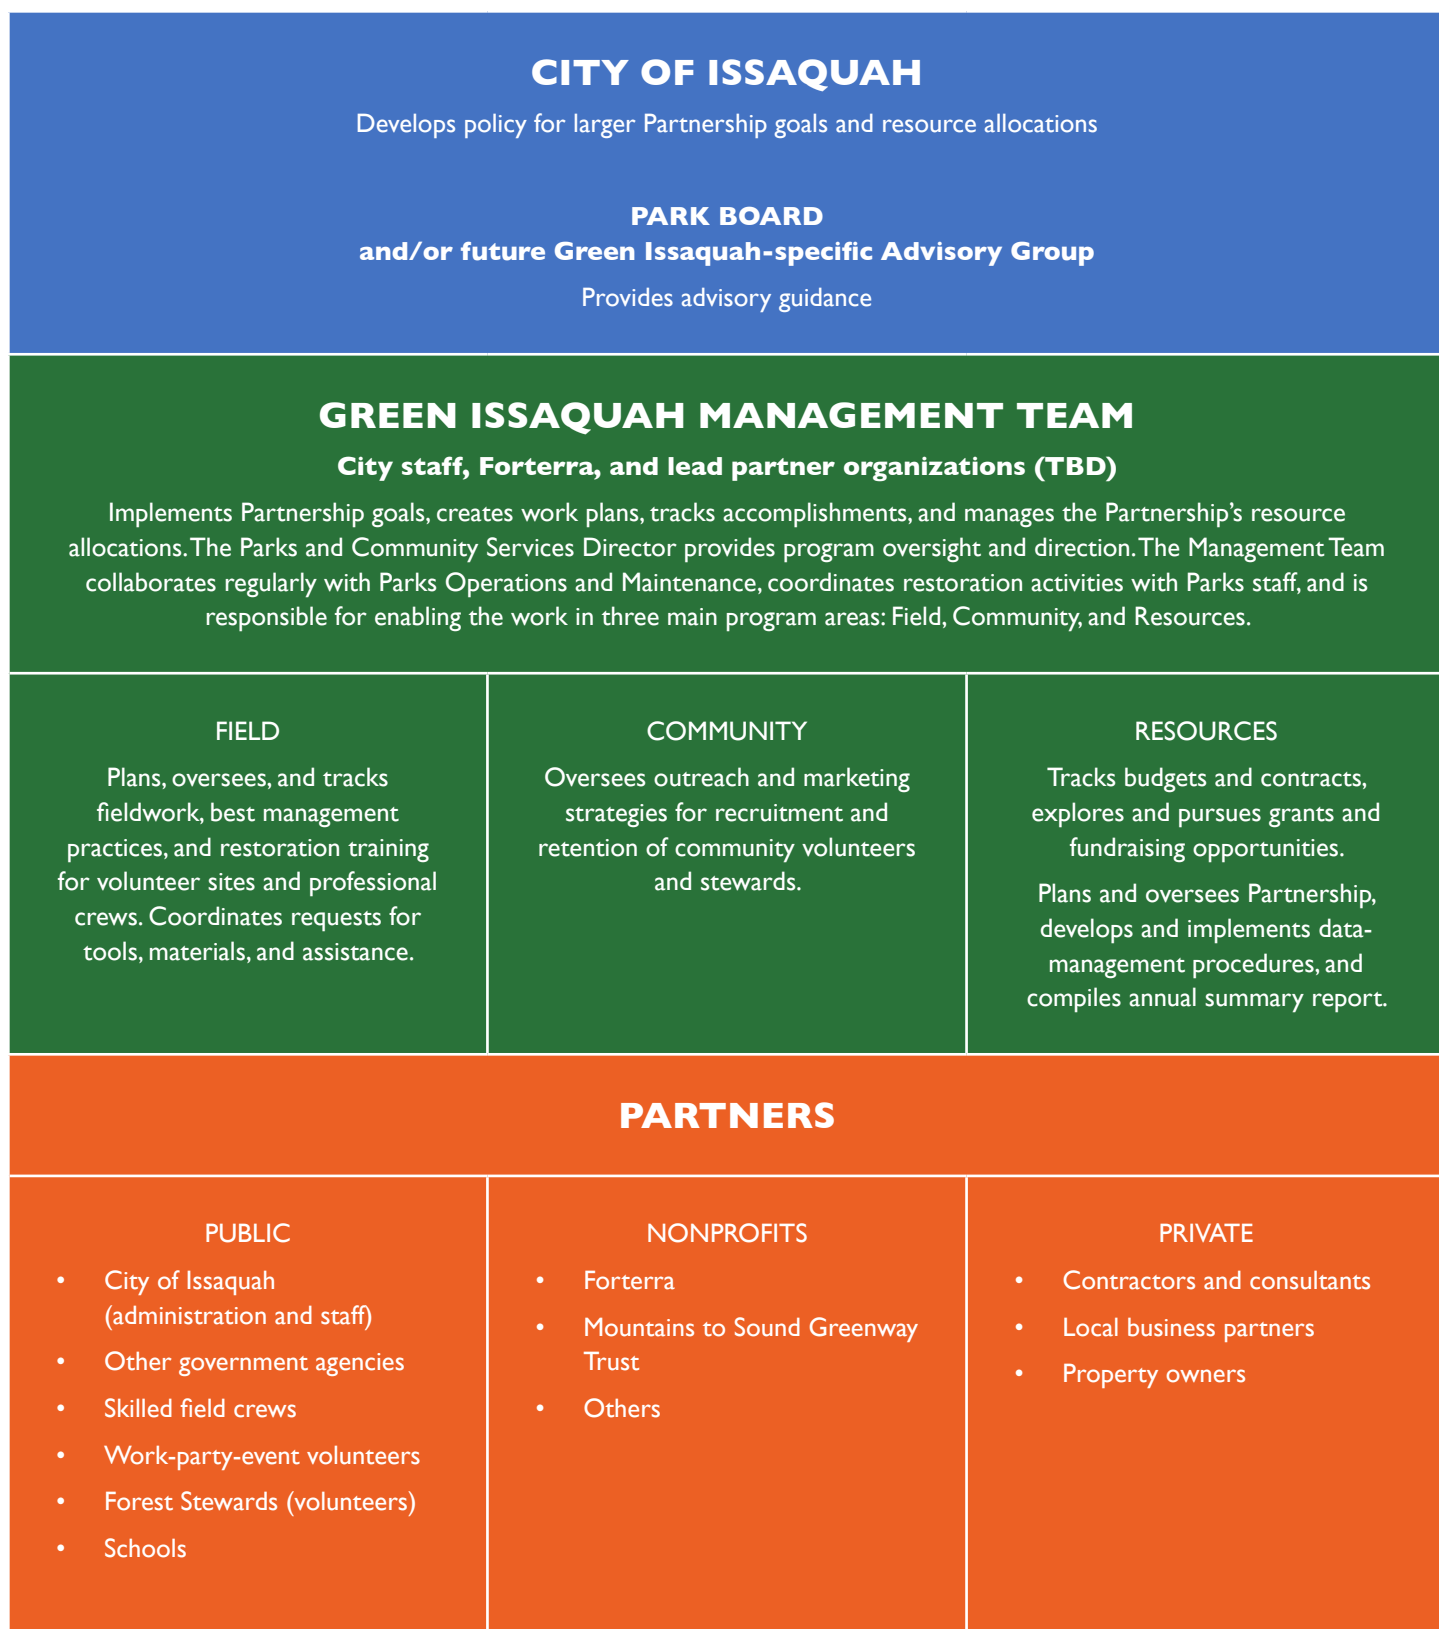 CITY OF ISSAQUAH
Develops policy for larger Partnership goals and resource allocations
PARK BOARD
and/or future Green Issaquah-specific Advisory Group
Provides advisory guidance
GREEN ISSAQUAH MANAGEMENT TEAM
City staff, Forterra, and lead partner organizations (TBD)
Implements Partnership goals, creates work plans, tracks accomplishments, and manages the Partnership’s resource
allocations. The Parks and Community Services Director provides program oversight and direction. The Management Team
collaborates regularly with Parks Operations and Maintenance, coordinates restoration activities with Parks staff, and is
responsible for enabling the work in three main program areas: Field, Community, and Resources.
FIELD
Plans, oversees, and tracks
fieldwork, best management
practices, and restoration training
for volunteer sites and professional
crews. Coordinates requests for
tools, materials, and assistance.
COMMUNITY
Oversees outreach and marketing
strategies for recruitment and
retention of community volunteers
and stewards.
RESOURCES
Tracks budgets and contracts,
explores and pursues grants and
fundraising opportunities.
Plans and oversees Partnership,
develops and implements data-
management procedures, and
compiles annual summary report.
PARTNERS
PUBLIC
• City of Issaquah
(administration and staff)
• Other government agencies
• Skilled field crews
• Work-party-event volunteers
• Forest Stewards (volunteers)
• Schools
NONPROFITS
• Forterra
• Mountains to Sound Greenway
Trust
• Others
PRIVATE
• Contractors and consultants
• Local business partners
• Property owners